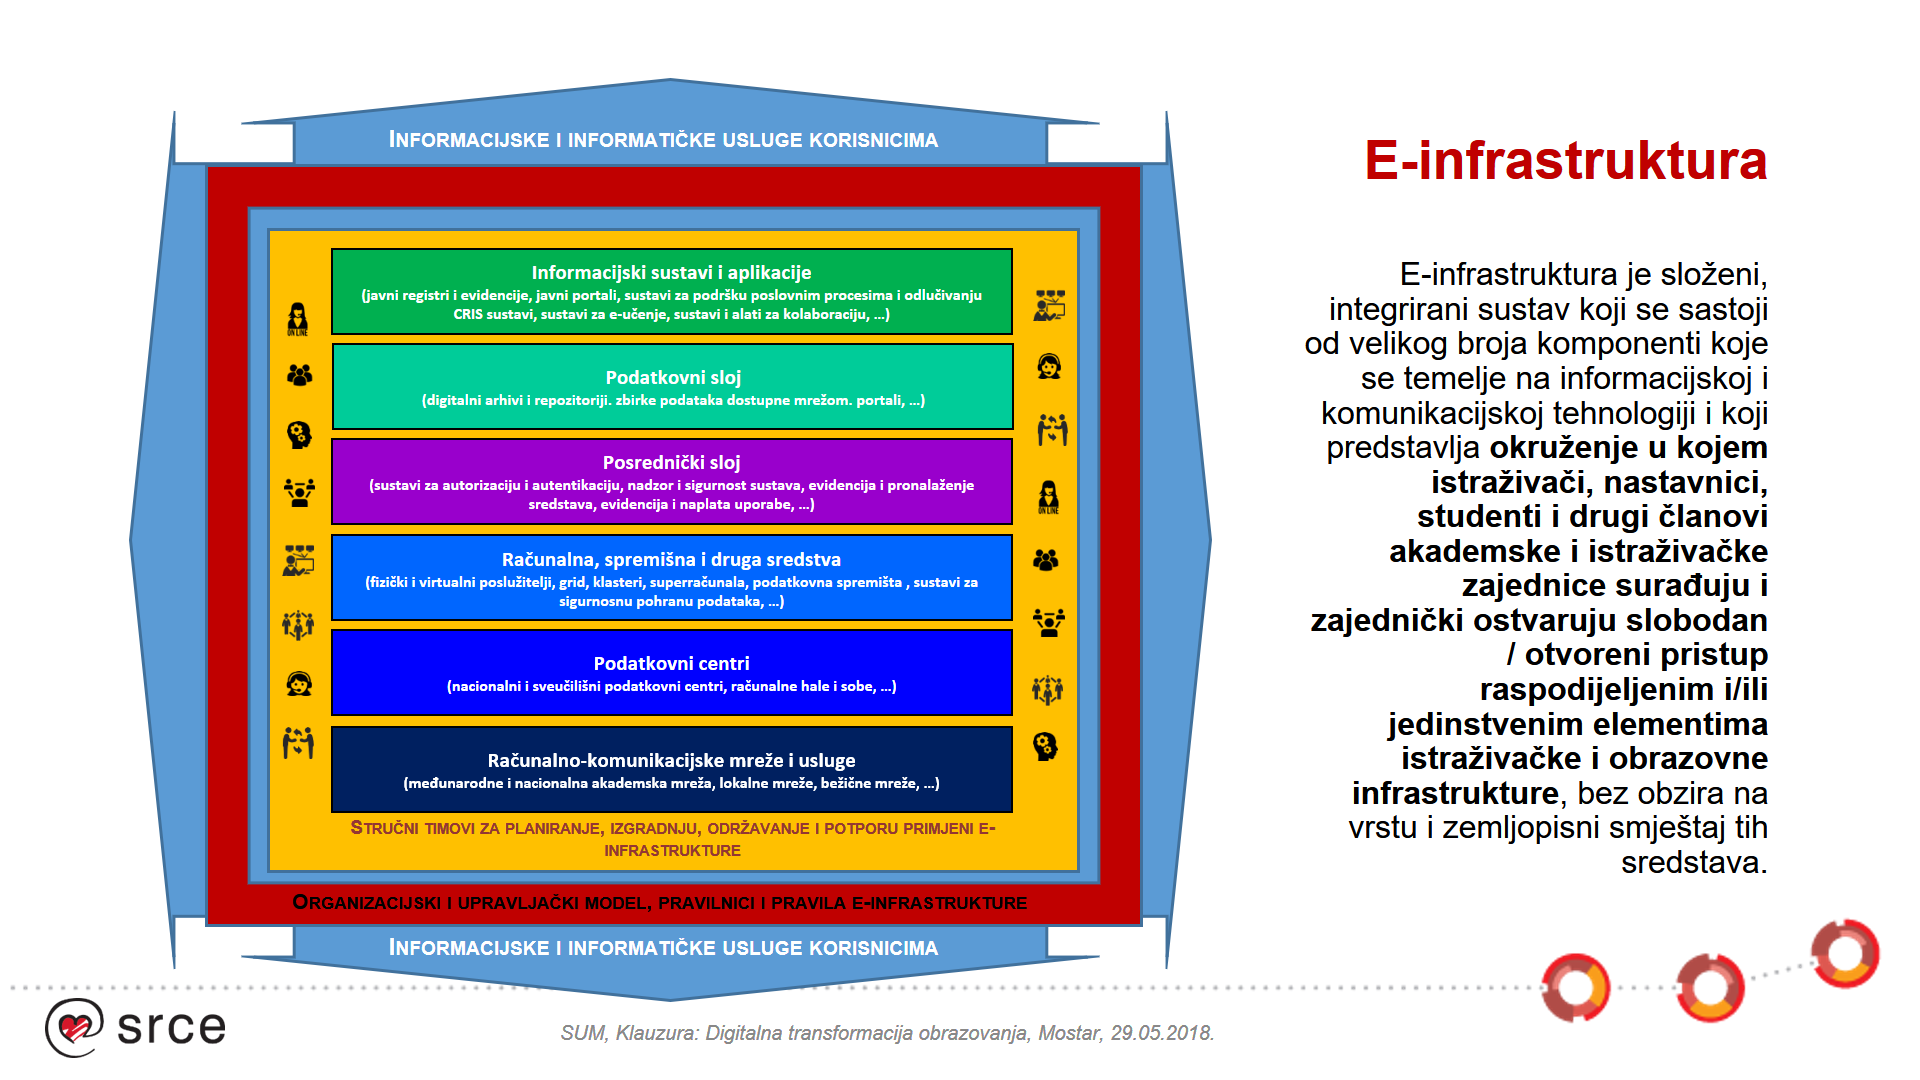 INFORMACIJSKE I INFORMATIČKE USLUGE KORISNICIMA
Informacijski sustavi i aplikacije
(javni registri i evidencije, javni portali, sustavi za podršku poslovnim procesima i odlučivanju
CRIS sustavi, sustavi za e-učenje, sustavi i alati za kolaboraciju, ...)
Podatkovni sloj
(digitalni arhivi i repozitoriji. zbirke podataka dostupne mrežom. portali, ...)
Posrednički sloj
(sustavi za autorizaciju i autentikaciju, nadzor i sigurnost sustava, evidencija i pronalaženje
sredstava, evidencija i naplata uporabe, ...)
Računalna, spremišna i druga sredstva
(fizički i virtualni poslužitelji, grid, klasteri, superračunala, podatkovna spremišta , sustavi za
sigurnosnu pohranu podataka, ...)
Podatkovni centri
(nacionalni i sveučilišni podatkovni centri, računalne hale i sobe, ...)
Računalno-komunikacijske mreže i usluge
(međunarodne i nacionalna akademska mreža, lokalne mreže, bežične mreže, ...)
ON LINE
ON LINE
STRUČNI TIMOVI ZA PLANIRANJE, IZGRADNJU, ODRŽAVANJE I POTPORU PRIMJENI E-
INFRASTRUKTURE
ORGANIZACIJSKI I UPRAVLJAČKI MODEL, PRAVILNICI I PRAVILA E-INFRASTRUKTURE
INFORMACIJSKE I INFORMATIČKE USLUGE KORISNICIMA
E-infrastruktura
E-infrastruktura je složeni,
integrirani sustav koji se sastoji
od velikog broja komponenti koje
se temelje na informacijskoj i
komunikacijskoj tehnologiji i koji
predstavlja okruženje u kojem
istraživači, nastavnici,
studenti i drugi članovi
akademske i istraživačke
zajednice surađuju i
zajednički ostvaruju slobodan
/ otvoreni pristup
raspodijeljenim i/ili
jedinstvenim elementima
istraživačke i obrazovne
infrastrukture, bez obzira na
vrstu i zemljopisni smještaj tih
sredstava.
srce
SUM, Klauzura: Digitalna transformacija obrazovanja, Mostar, 29.05.2018.